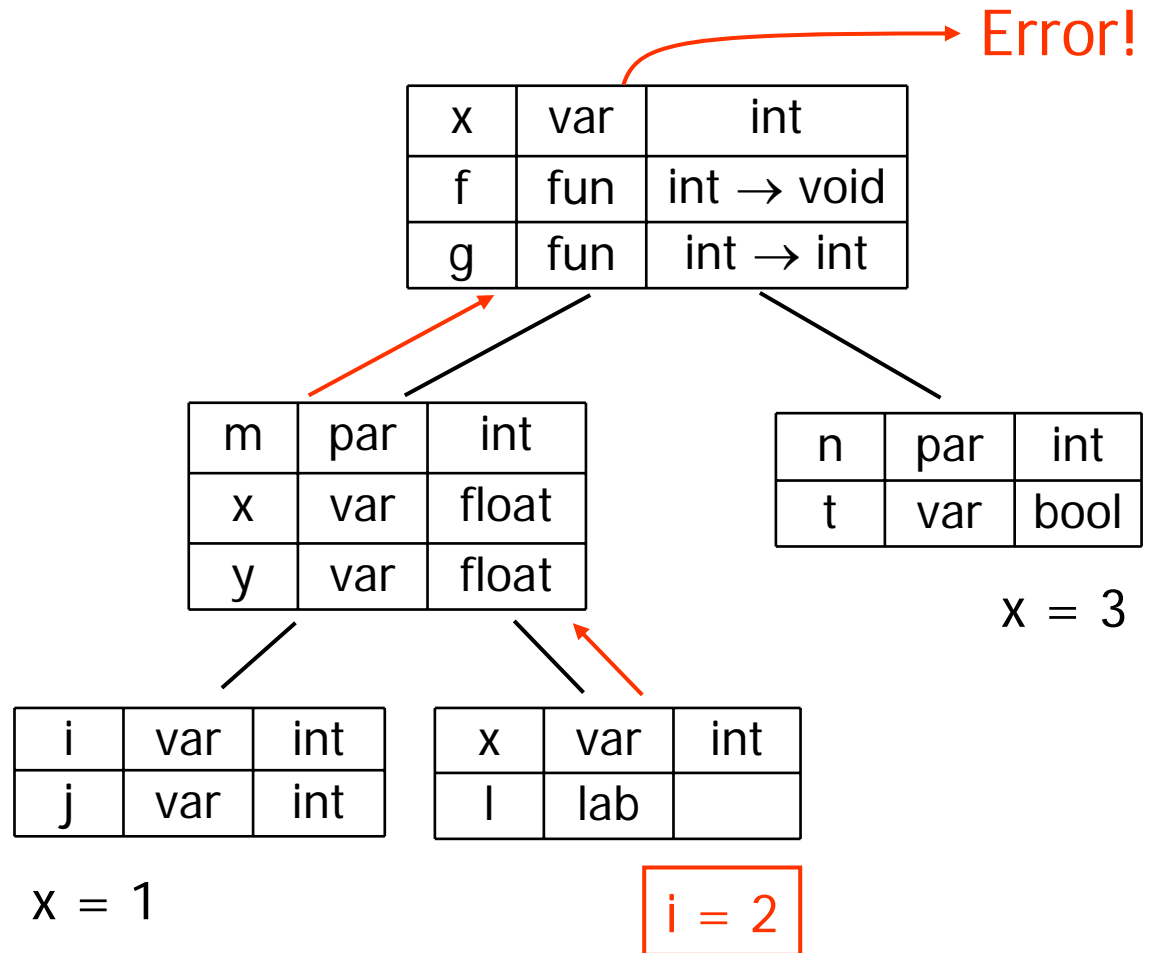 Error!
x var int
f fun int → void
g fun int → int
m par int
x var float
y var float
n par int
t var bool
x = 3
i var int
j var int
x var int
l lab
x = 1
i = 2